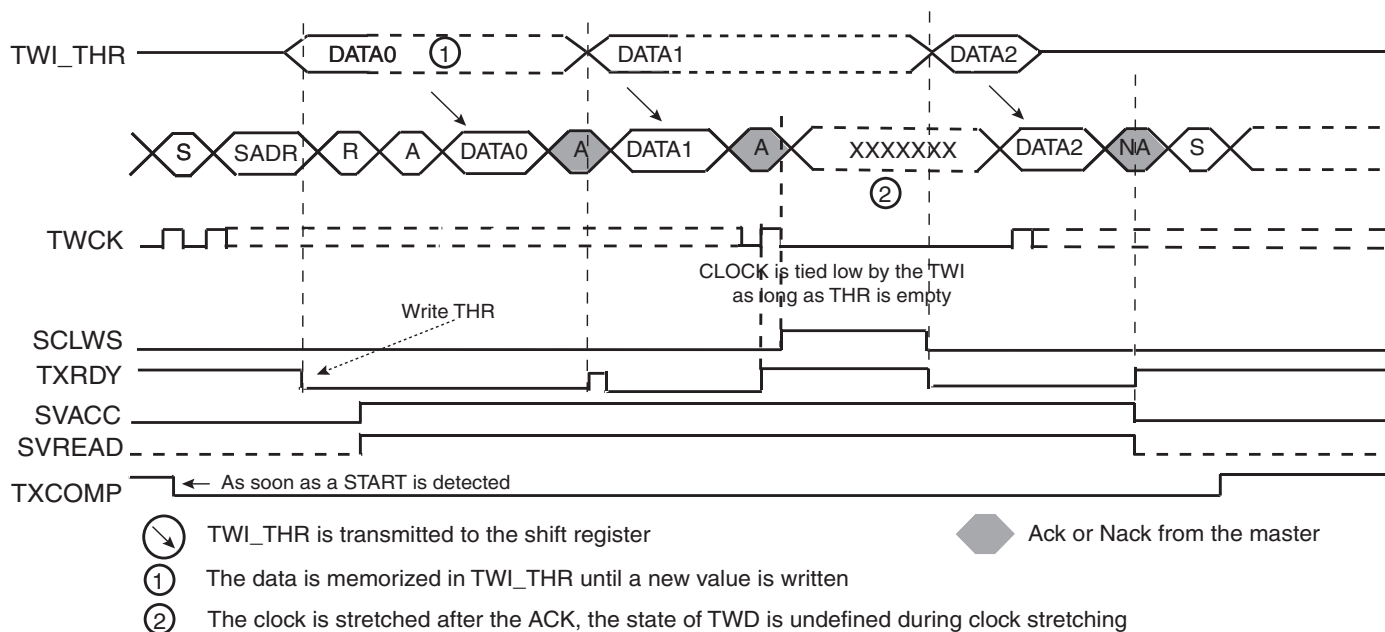 TWI_THR DATA0 1 DATA1 DATA2
S SADR R A DATA0 A DATA1 A XXXXXXX DATA2 NA S
2
TWCK
CLOCK is tied low by the TWI
as long as THR is empty
Write THR
SCLWS
TXRDY
SVACC
SVREAD
TXCOMP As soon as a START is detected
TWI_THR is transmitted to the shift register Ack or Nack from the master
1 The data is memorized in TWI_THR until a new value is written
2 The clock is stretched after the ACK, the state of TWD is undefined during clock stretching